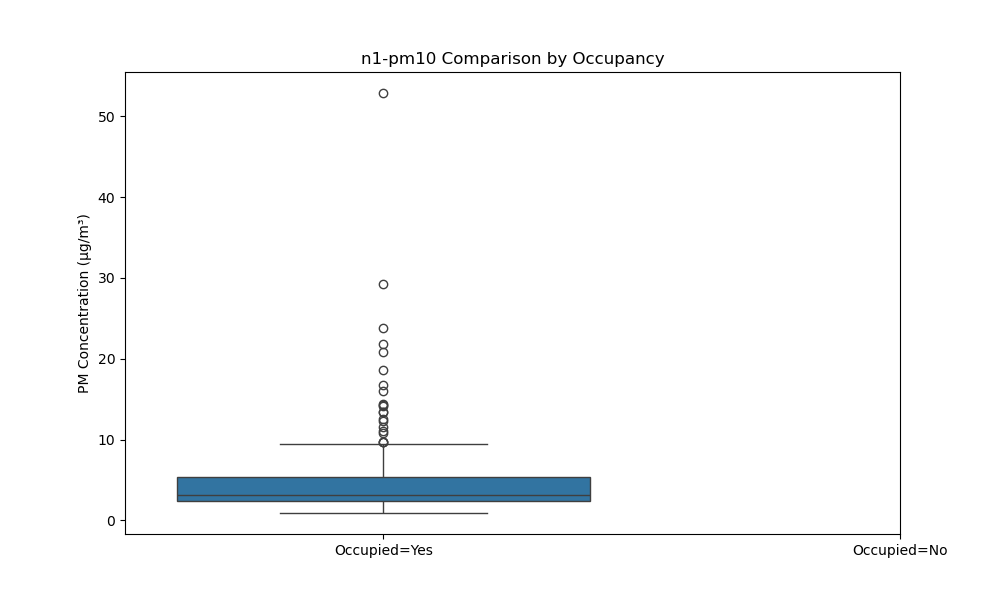 n1-pm10 Comparison by Occupancy
PM Concentration (µg/m³)
50
40
30
20
10
0
Occupied=Yes
Occupied=No